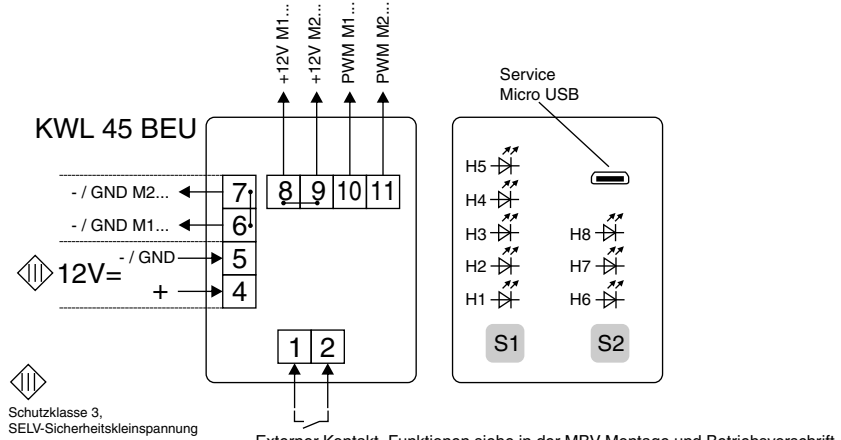 +12V M1...
+12V M2...
PWM M1...
PWM M2...
KWL 45 BEU
Service
Micro USB
- / GND M2...
7
8 9 10 11
- / GND M1...
6
- / GND
5
12V=
+
4
1 2
H5
H4
H3
H8
H2
H7
H1
H6
S1
S2
Schutzklasse 3,
SELV-Sicherheitskleinspannung
Externer Kontakt, Funktionen siehe in der MBV Montage und Betriebsvorschrift